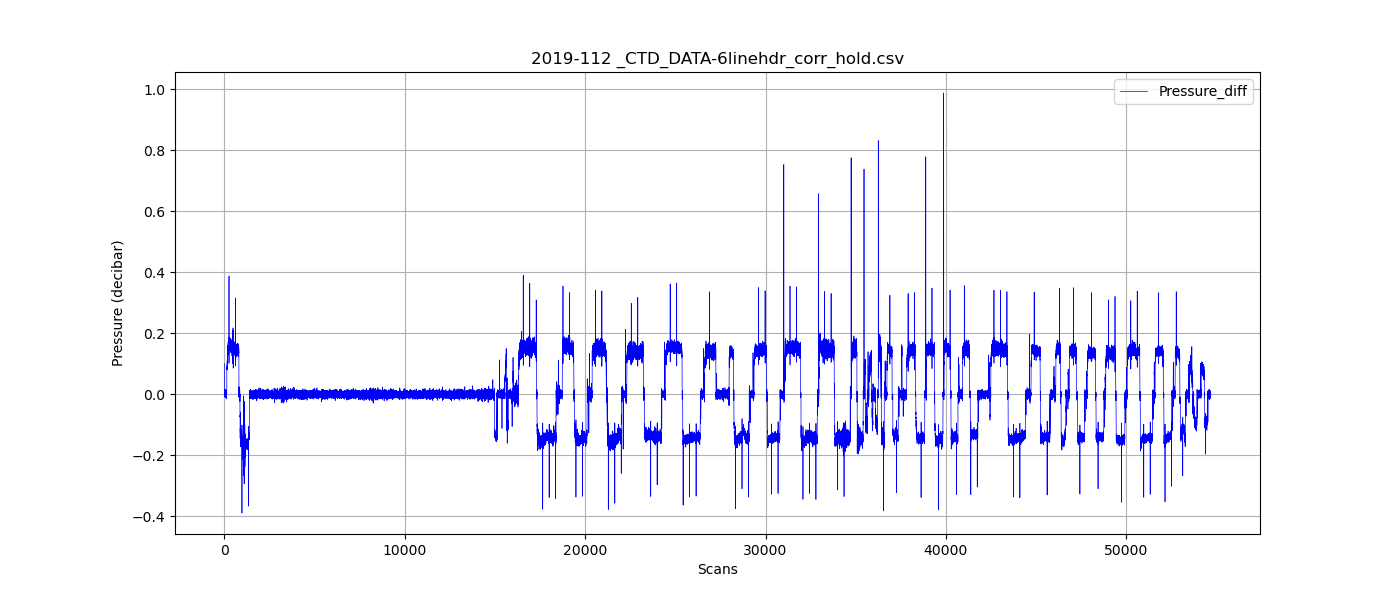 2019-112 _CTD_DATA-6linehdr_corr_hold.csv
Pressure_diff
Pressure (decibar)
1.0
0.8
0.6
0.4
0.2
0.0
−0.2
−0.4
0 10000 20000 30000 40000 50000
Scans